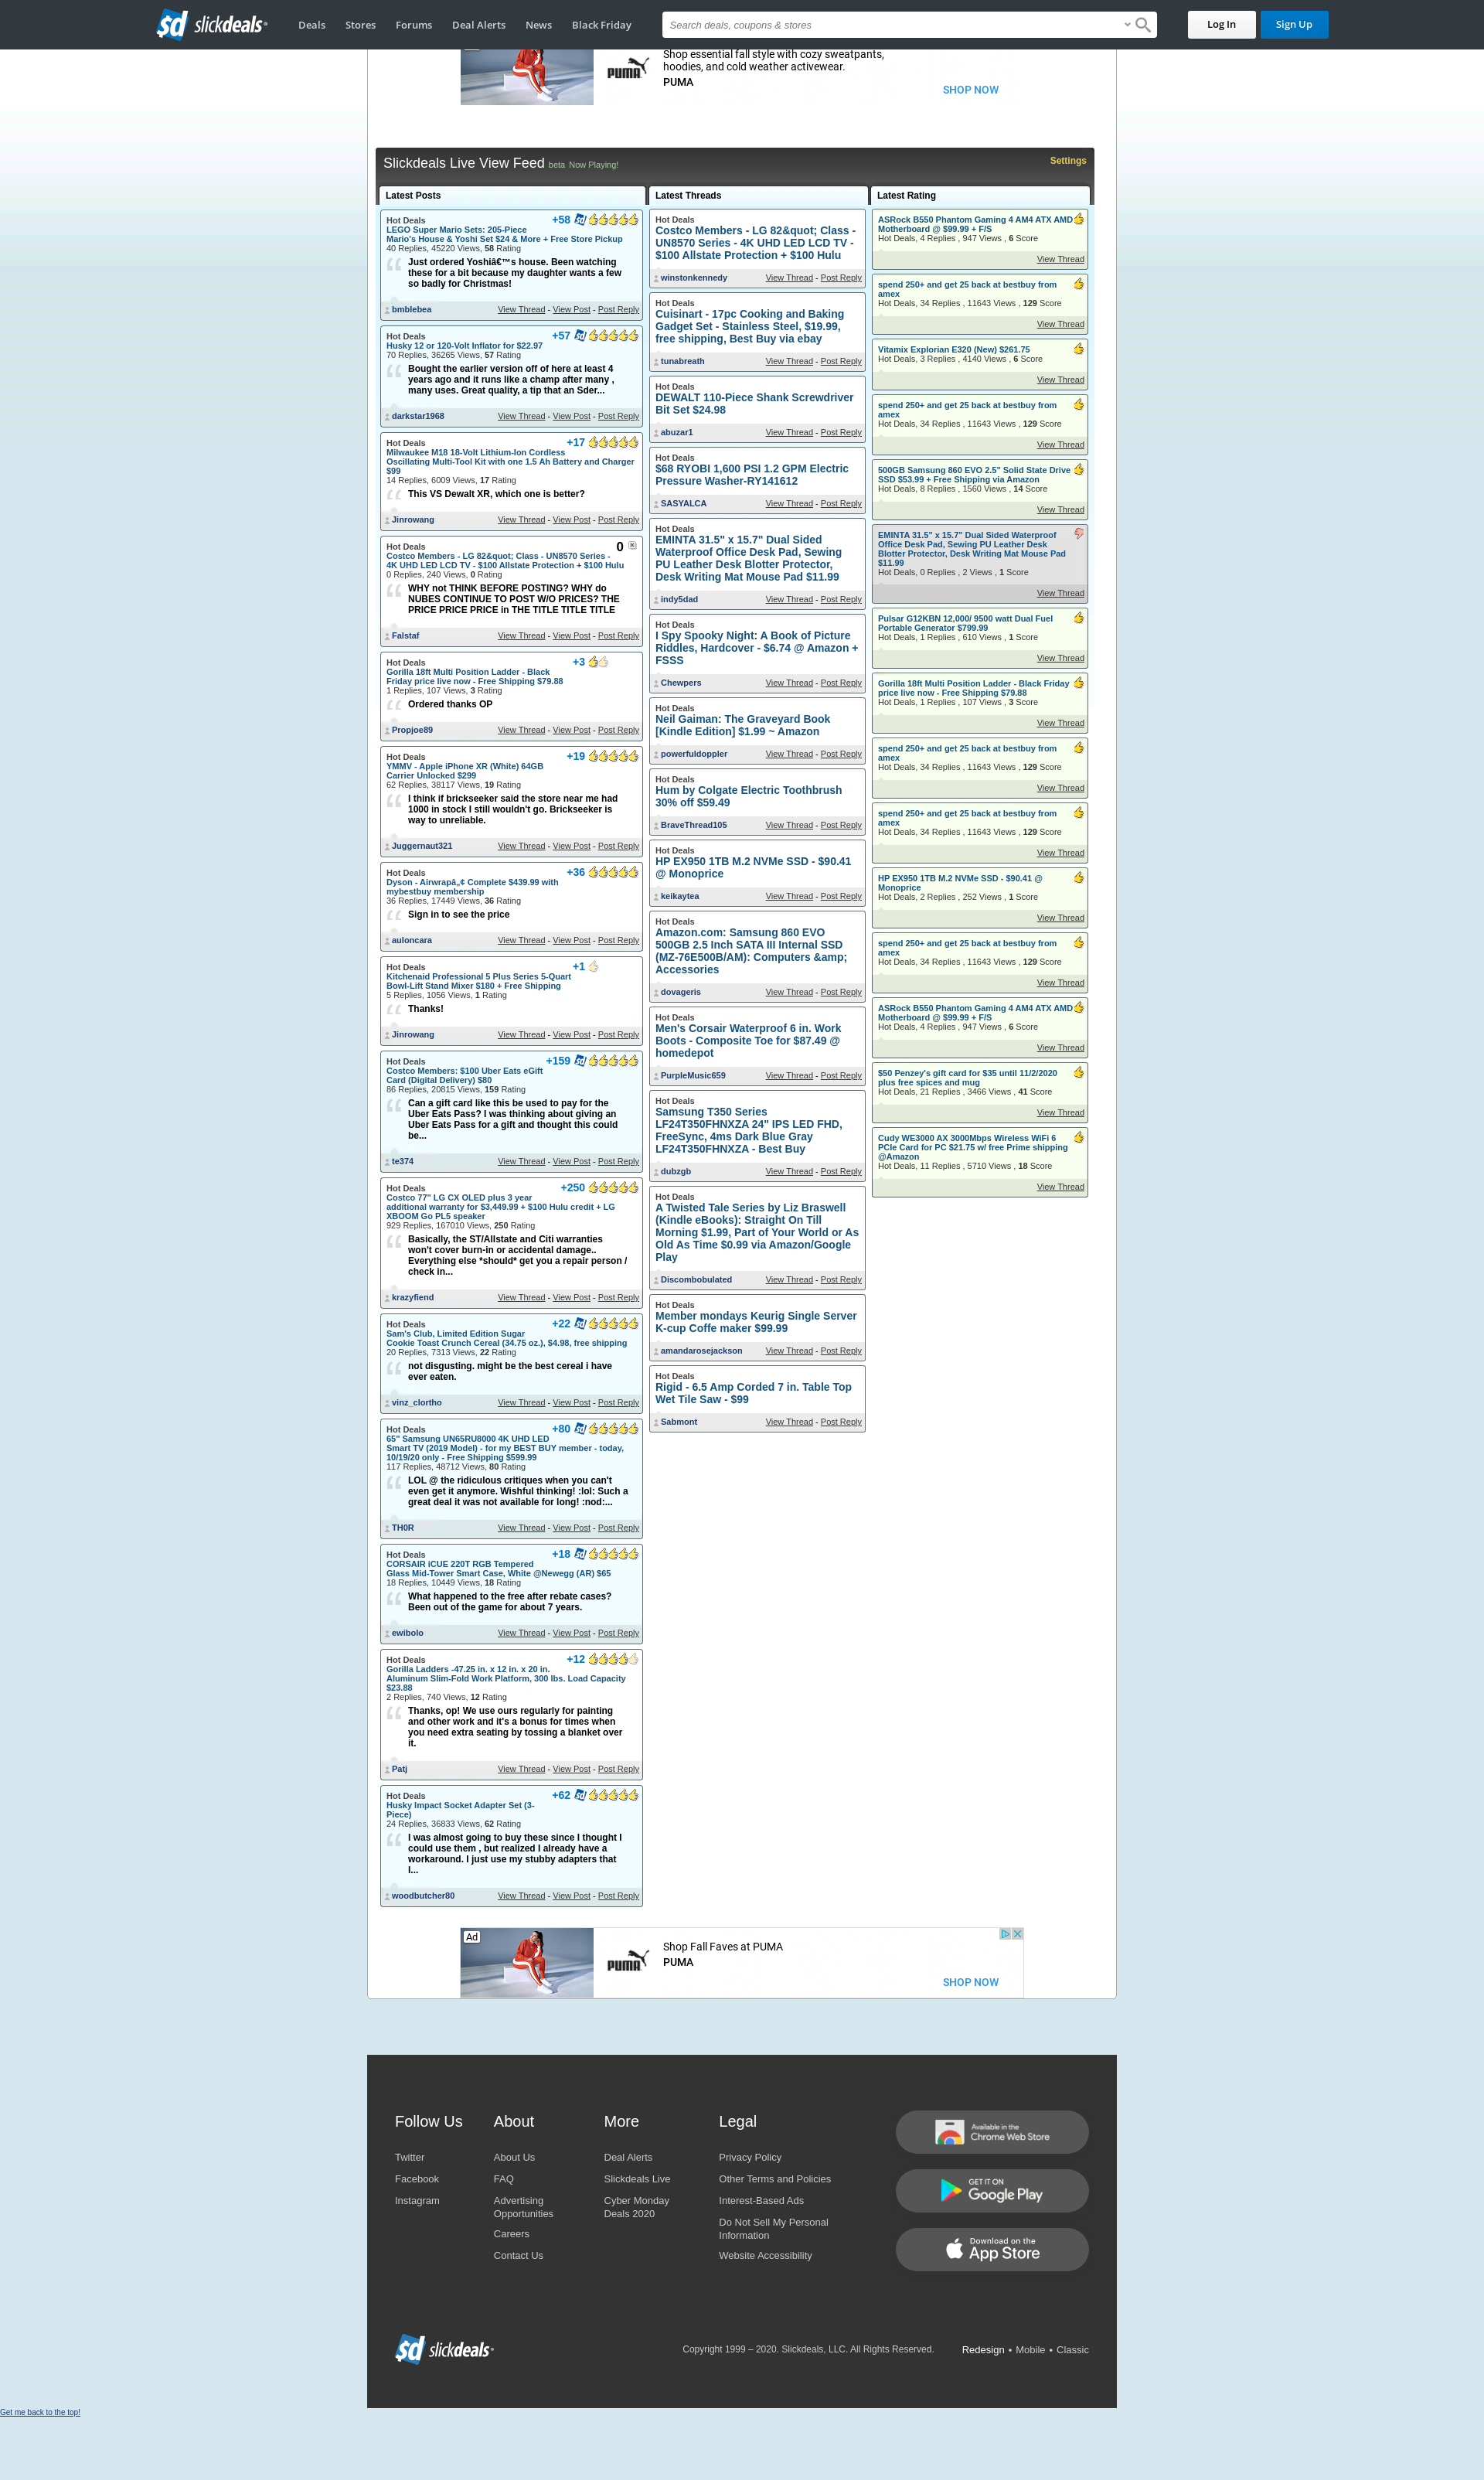 sd slickdeals
Deals Stores Forums Deal Alerts News Black Friday
Search deals, coupons & stores
Log In Sign Up
Shop essential fall style with cozy sweatpants,
hoodies, and cold weather activewear.
PUMA PUMA
SHOP NOW
Slickdeals Live View Feed beta Now Playing!
Settings
Latest Posts
Hot Deals +58
LEGO Super Mario Sets: 205-Piece
Mario's House & Yoshi Set $24 & More + Free Store Pickup
40 Replies, 45220 Views, 58 Rating
Just ordered Yoshiâ€™s house. Been watching
these for a bit because my daughter wants a few
so badly for Christmas!
bmblebea View Thread - View Post - Post Reply
Hot Deals +57
Husky 12 or 120-Volt Inflator for $22.97
70 Replies, 36265 Views, 57 Rating
Bought the earlier version off of here at least 4
years ago and it runs like a champ after many ,
many uses. Great quality, a tip that an Sder...
darkstar1968 View Thread - View Post - Post Reply
Hot Deals +17
Milwaukee M18 18-Volt Lithium-Ion Cordless
Oscillating Multi-Tool Kit with one 1.5 Ah Battery and Charger
$99
14 Replies, 6009 Views, 17 Rating
This VS Dewalt XR, which one is better?
Jinrowang View Thread - View Post - Post Reply
Hot Deals 0
Costco Members - LG 82&quot; Class - UN8570 Series -
4K UHD LED LCD TV - $100 Allstate Protection + $100 Hulu
0 Replies, 240 Views, 0 Rating
WHY not THINK BEFORE POSTING? WHY do
NUBES CONTINUE TO POST W/O PRICES? THE
PRICE PRICE PRICE in THE TITLE TITLE TITLE
Falstaf View Thread - View Post - Post Reply
Hot Deals +3
Gorilla 18ft Multi Position Ladder - Black
Friday price live now - Free Shipping $79.88
1 Replies, 107 Views, 3 Rating
Ordered thanks OP
Propjoe89 View Thread - View Post - Post Reply
Hot Deals +19
YMMV - Apple iPhone XR (White) 64GB
Carrier Unlocked $299
62 Replies, 38117 Views, 19 Rating
I think if brickseeker said the store near me had
1000 in stock I still wouldn't go. Brickseeker is
way to unreliable.
Juggernaut321 View Thread - View Post - Post Reply
Hot Deals +36
Dyson - Airwrapâ„¢ Complete $439.99 with
mybestbuy membership
36 Replies, 17449 Views, 36 Rating
Sign in to see the price
auloncara View Thread - View Post - Post Reply
Hot Deals +1
Kitchenaid Professional 5 Plus Series 5-Quart
Bowl-Lift Stand Mixer $180 + Free Shipping
5 Replies, 1056 Views, 1 Rating
Thanks!
Jinrowang View Thread - View Post - Post Reply
Hot Deals +159
Costco Members: $100 Uber Eats eGift
Card (Digital Delivery) $80
86 Replies, 20815 Views, 159 Rating
Can a gift card like this be used to pay for the
Uber Eats Pass? I was thinking about giving an
Uber Eats Pass for a gift and thought this could
be...
te374 View Thread - View Post - Post Reply
Hot Deals +250
Costco 77" LG CX OLED plus 3 year
additional warranty for $3,449.99 + $100 Hulu credit + LG
XBOOM Go PL5 speaker
929 Replies, 167010 Views, 250 Rating
Basically, the ST/Allstate and Citi warranties
won't cover burn-in or accidental damage..
Everything else *should* get you a repair person /
check in...
krazyfiend View Thread - View Post - Post Reply
Hot Deals +22
Sam's Club, Limited Edition Sugar
Cookie Toast Crunch Cereal (34.75 oz.), $4.98, free shipping
20 Replies, 7313 Views, 22 Rating
not disgusting. might be the best cereal i have
ever eaten.
vinz_clortho View Thread - View Post - Post Reply
Hot Deals +80
65" Samsung UN65RU8000 4K UHD LED
Smart TV (2019 Model) - for my BEST BUY member - today,
10/19/20 only - Free Shipping $599.99
117 Replies, 48712 Views, 80 Rating
LOL @ the ridiculous critiques when you can't
even get it anymore. Wishful thinking! :lol: Such a
great deal it was not available for long! :nod:...
TH0R View Thread - View Post - Post Reply
Hot Deals +18
CORSAIR iCUE 220T RGB Tempered
Glass Mid-Tower Smart Case, White @Newegg (AR) $65
18 Replies, 10449 Views, 18 Rating
What happened to the free after rebate cases?
Been out of the game for about 7 years.
ewibolo View Thread - View Post - Post Reply
Hot Deals +12
Gorilla Ladders -47.25 in. x 12 in. x 20 in.
Aluminum Slim-Fold Work Platform, 300 lbs. Load Capacity
$23.88
2 Replies, 740 Views, 12 Rating
Thanks, op! We use ours regularly for painting
and other work and it's a bonus for times when
you need extra seating by tossing a blanket over
it.
Patj View Thread - View Post - Post Reply
Hot Deals +62
Husky Impact Socket Adapter Set (3-
Piece)
24 Replies, 36833 Views, 62 Rating
I was almost going to buy these since I thought I
could use them , but realized I already have a
workaround. I just use my stubby adapters that
I...
woodbutcher80 View Thread - View Post - Post Reply
Latest Threads
Hot Deals
Costco Members - LG 82&quot; Class -
UN8570 Series - 4K UHD LED LCD TV -
$100 Allstate Protection + $100 Hulu
winstonkennedy View Thread - Post Reply
Hot Deals
Cuisinart - 17pc Cooking and Baking
Gadget Set - Stainless Steel, $19.99,
free shipping, Best Buy via ebay
tunabreath View Thread - Post Reply
Hot Deals
DEWALT 110-Piece Shank Screwdriver
Bit Set $24.98
abuzar1 View Thread - Post Reply
Hot Deals
$68 RYOBI 1,600 PSI 1.2 GPM Electric
Pressure Washer-RY141612
SASYALCA View Thread - Post Reply
Hot Deals
EMINTA 31.5" x 15.7" Dual Sided
Waterproof Office Desk Pad, Sewing
PU Leather Desk Blotter Protector,
Desk Writing Mat Mouse Pad $11.99
indy5dad View Thread - Post Reply
Hot Deals
I Spy Spooky Night: A Book of Picture
Riddles, Hardcover - $6.74 @ Amazon +
FSSS
Chewpers View Thread - Post Reply
Hot Deals
Neil Gaiman: The Graveyard Book
[Kindle Edition] $1.99 ~ Amazon
powerfuldoppler View Thread - Post Reply
Hot Deals
Hum by Colgate Electric Toothbrush
30% off $59.49
BraveThread105 View Thread - Post Reply
Hot Deals
HP EX950 1TB M.2 NVMe SSD - $90.41
@ Monoprice
keikaytea View Thread - Post Reply
Hot Deals
Amazon.com: Samsung 860 EVO
500GB 2.5 Inch SATA III Internal SSD
(MZ-76E500B/AM): Computers &amp;
Accessories
dovageris View Thread - Post Reply
Hot Deals
Men's Corsair Waterproof 6 in. Work
Boots - Composite Toe for $87.49 @
homedepot
PurpleMusic659 View Thread - Post Reply
Hot Deals
Samsung T350 Series
LF24T350FHNXZA 24" IPS LED FHD,
FreeSync, 4ms Dark Blue Gray
LF24T350FHNXZA - Best Buy
dubzgb View Thread - Post Reply
Hot Deals
A Twisted Tale Series by Liz Braswell
(Kindle eBooks): Straight On Till
Morning $1.99, Part of Your World or As
Old As Time $0.99 via Amazon/Google
Play
Discombobulated View Thread - Post Reply
Hot Deals
Member mondays Keurig Single Server
K-cup Coffe maker $99.99
amandarosejackson View Thread - Post Reply
Hot Deals
Rigid - 6.5 Amp Corded 7 in. Table Top
Wet Tile Saw - $99
Sabmont View Thread - Post Reply
Latest Rating
ASRock B550 Phantom Gaming 4 AM4 ATX AMD
Motherboard @ $99.99 + F/S
Hot Deals, 4 Replies , 947 Views , 6 Score
View Thread
spend 250+ and get 25 back at bestbuy from
amex
Hot Deals, 34 Replies , 11643 Views , 129 Score
View Thread
Vitamix Explorian E320 (New) $261.75
Hot Deals, 3 Replies , 4140 Views , 6 Score
View Thread
spend 250+ and get 25 back at bestbuy from
amex
Hot Deals, 34 Replies , 11643 Views , 129 Score
View Thread
500GB Samsung 860 EVO 2.5" Solid State Drive
SSD $53.99 + Free Shipping via Amazon
Hot Deals, 8 Replies , 1560 Views , 14 Score
View Thread
EMINTA 31.5" x 15.7" Dual Sided Waterproof
Office Desk Pad, Sewing PU Leather Desk
Blotter Protector, Desk Writing Mat Mouse Pad
$11.99
Hot Deals, 0 Replies , 2 Views , 1 Score
View Thread
Pulsar G12KBN 12,000/ 9500 watt Dual Fuel
Portable Generator $799.99
Hot Deals, 1 Replies , 610 Views , 1 Score
View Thread
Gorilla 18ft Multi Position Ladder - Black Friday
price live now - Free Shipping $79.88
Hot Deals, 1 Replies , 107 Views , 3 Score
View Thread
spend 250+ and get 25 back at bestbuy from
amex
Hot Deals, 34 Replies , 11643 Views , 129 Score
View Thread
spend 250+ and get 25 back at bestbuy from
amex
Hot Deals, 34 Replies , 11643 Views , 129 Score
View Thread
HP EX950 1TB M.2 NVMe SSD - $90.41 @
Monoprice
Hot Deals, 2 Replies , 252 Views , 1 Score
View Thread
spend 250+ and get 25 back at bestbuy from
amex
Hot Deals, 34 Replies , 11643 Views , 129 Score
View Thread
ASRock B550 Phantom Gaming 4 AM4 ATX AMD
Motherboard @ $99.99 + F/S
Hot Deals, 4 Replies , 947 Views , 6 Score
View Thread
$50 Penzey's gift card for $35 until 11/2/2020
plus free spices and mug
Hot Deals, 21 Replies , 3466 Views , 41 Score
View Thread
Cudy WE3000 AX 3000Mbps Wireless WiFi 6
PCIe Card for PC $21.75 w/ free Prime shipping
@Amazon
Hot Deals, 11 Replies , 5710 Views , 18 Score
View Thread
Ad
Shop Fall Faves at PUMA
PUMA PUMA
SHOP NOW
Follow Us
Twitter
Facebook
Instagram
About
About Us
FAQ
Advertising
Opportunities
Careers
Contact Us
More
Deal Alerts
Slickdeals Live
Cyber Monday
Deals 2020
Legal
Privacy Policy
Other Terms and Policies
Interest-Based Ads
Do Not Sell My Personal
Information
Website Accessibility
Available in the
Chrome Web Store
GET IT ON
Google Play
Download on the
App Store
sd slickdeals
Copyright 1999 – 2020. Slickdeals, LLC. All Rights Reserved.
Redesign • Mobile • Classic
Get me back to the top!